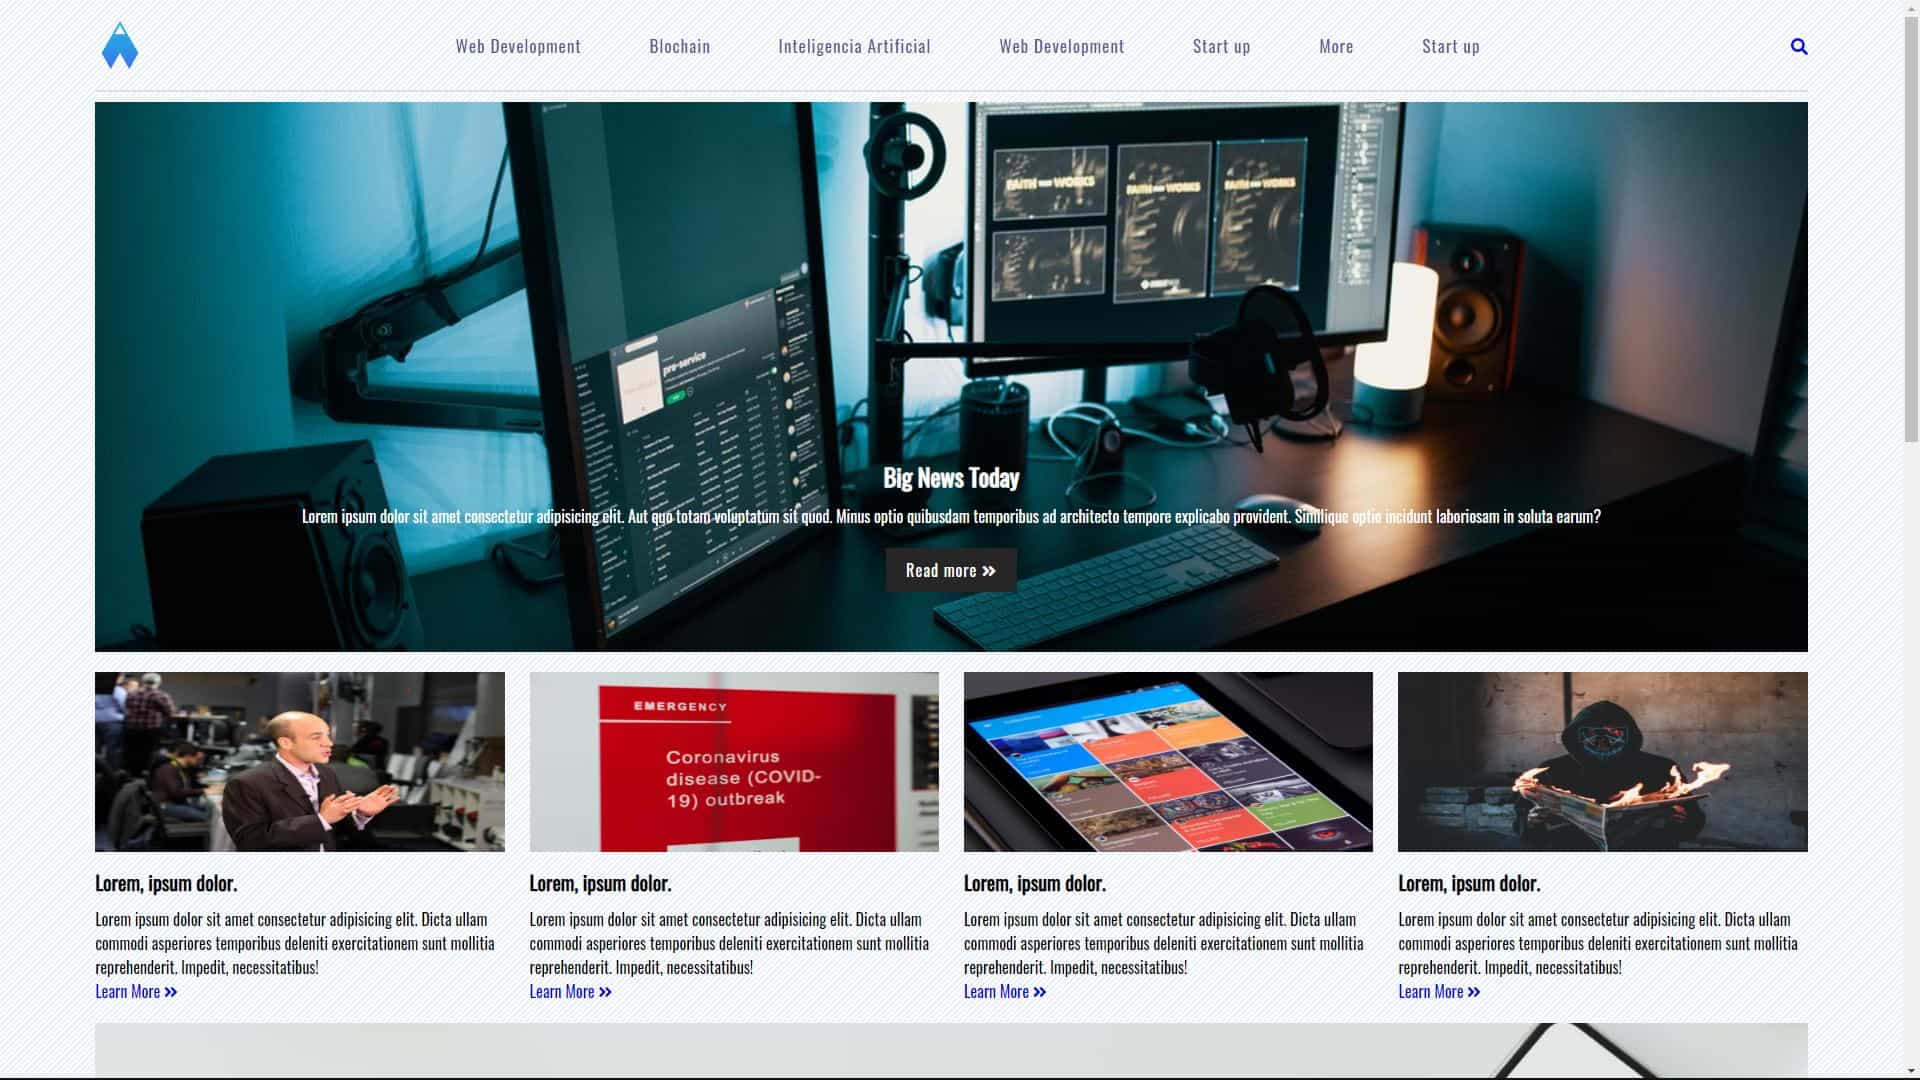 Web Development Blochain Inteligencia Artificial Web Development Start up More Start up
FAITH WORKS FAITH WORKS FAITH WORKS
pre-service
Big News Today
Lorem ipsum dolor sit amet consectetur adipisicing elit. Aut quo totam voluptatum sit quod. Minus optio quibusdam temporibus ad architecto tempore explicabo provident. Similique optio incidunt laboriosam in soluta earum?
Read more
EMERGENCY
Coronavirus
disease (COVID-
19) outbreak
Lorem, ipsum dolor.
Lorem ipsum dolor sit amet consectetur adipisicing elit. Dicta ullam
commodi asperiores temporibus deleniti exercitationem sunt mollitia
reprehenderit. Impedit, necessitatibus!
Learn More
Lorem, ipsum dolor.
Lorem ipsum dolor sit amet consectetur adipisicing elit. Dicta ullam
commodi asperiores temporibus deleniti exercitationem sunt mollitia
reprehenderit. Impedit, necessitatibus!
Learn More
Lorem, ipsum dolor.
Lorem ipsum dolor sit amet consectetur adipisicing elit. Dicta ullam
commodi asperiores temporibus deleniti exercitationem sunt mollitia
reprehenderit. Impedit, necessitatibus!
Learn More
Lorem, ipsum dolor.
Lorem ipsum dolor sit amet consectetur adipisicing elit. Dicta ullam
commodi asperiores temporibus deleniti exercitationem sunt mollitia
reprehenderit. Impedit, necessitatibus!
Learn More